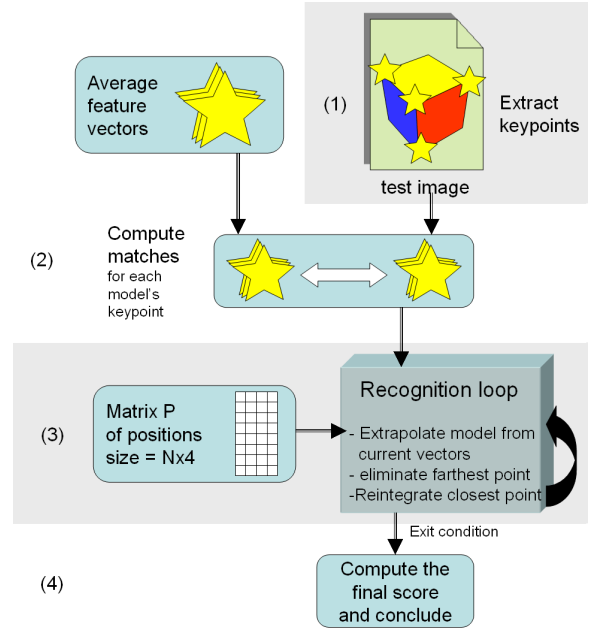 Average
feature
vectors
(1)
Extract
keypoints
test image
(2)
Compute
matches
for each
model's
keypoint
(3)
Matrix P
of positions
size = Nx4
Recognition loop
- Extrapolate model from
current vectors
- eliminate farthest point
-Reintegrate closest point
Exit condition
(4)
Compute the
final score
and conclude